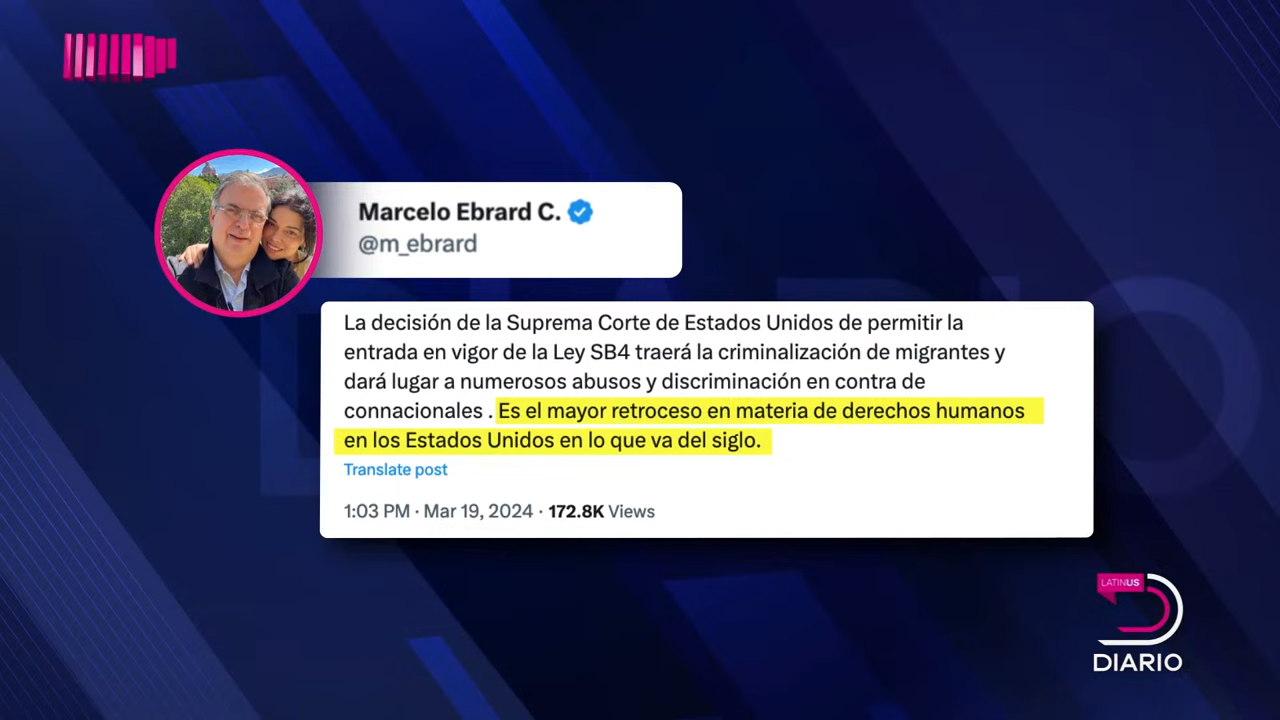 Marcelo Ebrard C.
@m_ebrard
La decisión de la Suprema Corte de Estados Unidos de permitir la
entrada en vigor de la Ley SB4 traerá la criminalización de migrantes y
dará lugar a numerosos abusos y discriminación en contra de
connacionales . Es el mayor retroceso en materia de derechos humanos
en los Estados Unidos en lo que va del siglo.
Translate post
1:03 PM · Mar 19, 2024 · 172.8K Views
LATINUS
DIARIO